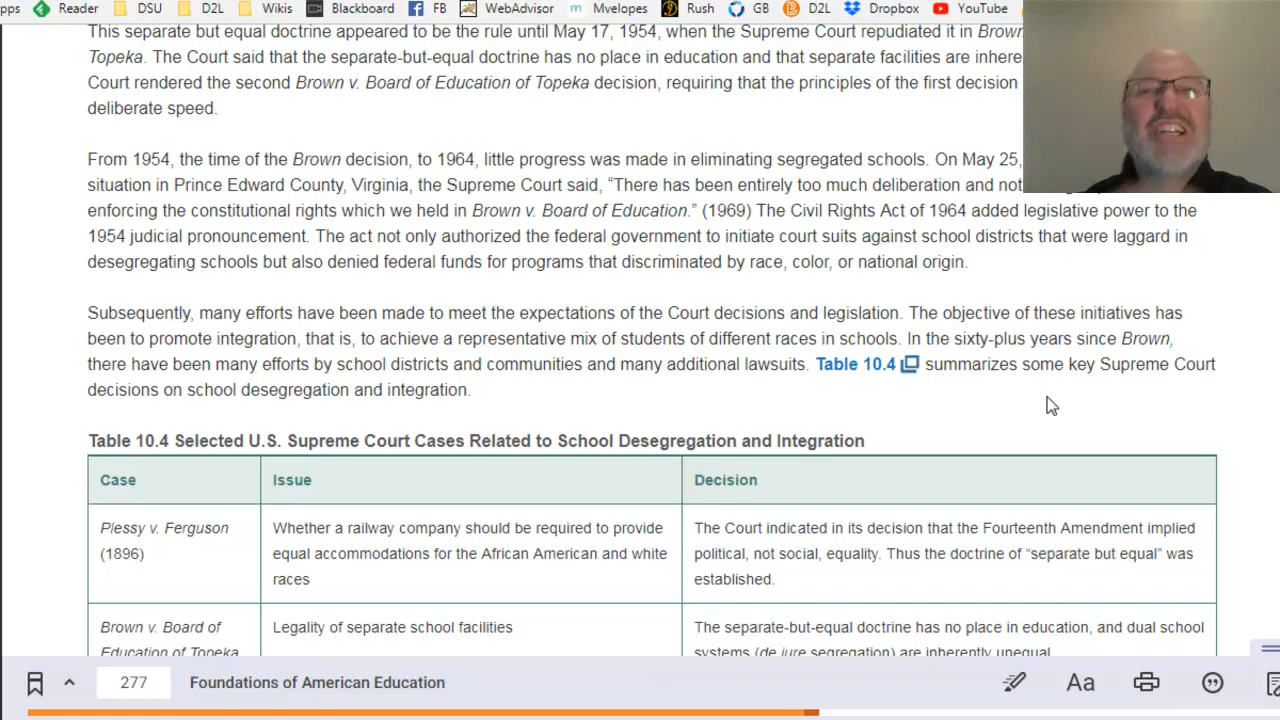 pps Reader DSU D2L Wikis Blackboard FB WebAdvisor Mvelopes Rush GB D2L Dropbox YouTube
This separate but equal doctrine appeared to be the rule until May 17, 1954, when the Supreme Court repudiated it in Brown
Topeka. The Court said that the separate-but-equal doctrine has no place in education and that separate facilities are inhere
Court rendered the second Brown v. Board of Education of Topeka decision, requiring that the principles of the first decision
deliberate speed.
From 1954, the time of the Brown decision, to 1964, little progress was made in eliminating segregated schools. On May 25,
situation in Prince Edward County, Virginia, the Supreme Court said, “There has been entirely too much deliberation and not
enforcing the constitutional rights which we held in Brown v. Board of Education.” (1969) The Civil Rights Act of 1964 added legislative power to the
1954 judicial pronouncement. The act not only authorized the federal government to initiate court suits against school districts that were laggard in
desegregating schools but also denied federal funds for programs that discriminated by race, color, or national origin.
Subsequently, many efforts have been made to meet the expectations of the Court decisions and legislation. The objective of these initiatives has
been to promote integration, that is, to achieve a representative mix of students of different races in schools. In the sixty-plus years since Brown,
there have been many efforts by school districts and communities and many additional lawsuits. Table 10.4 summarizes some key Supreme Court
decisions on school desegregation and integration.
Table 10.4 Selected U.S. Supreme Court Cases Related to School Desegregation and Integration
Case Issue Decision
Plessy v. Ferguson Whether a railway company should be required to provide The Court indicated in its decision that the Fourteenth Amendment implied
(1896) equal accommodations for the African American and white political, not social, equality. Thus the doctrine of “separate but equal” was
races established.
Brown v. Board of Legality of separate school facilities The separate-but-equal doctrine has no place in education, and dual school
Education of Topeka systems (de jure segregation) are inherently unequal
277 Foundations of American Education Aa